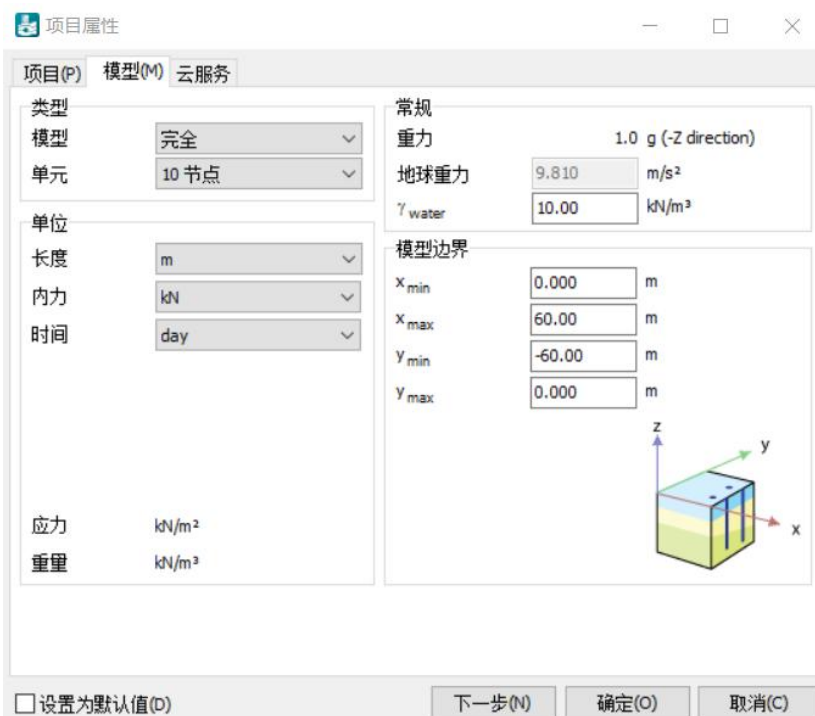 项目属性
项目(P) 模型(M) 云服务
类型
模型 完全
单元 10 节点
单位
长度 m
内力 kN
时间 day
应力 kN/m²
重量 kN/m³
常规
重力 1.0 g (-Z direction)
地球重力 9.810 m/s²
γ water 10.00 kN/m³
模型边界
x min 0.000 m
x max 60.00 m
y min -60.00 m
y max 0.000 m
z
y
x
设置为默认值(D) 下一步(N) 确定(O) 取消(C)